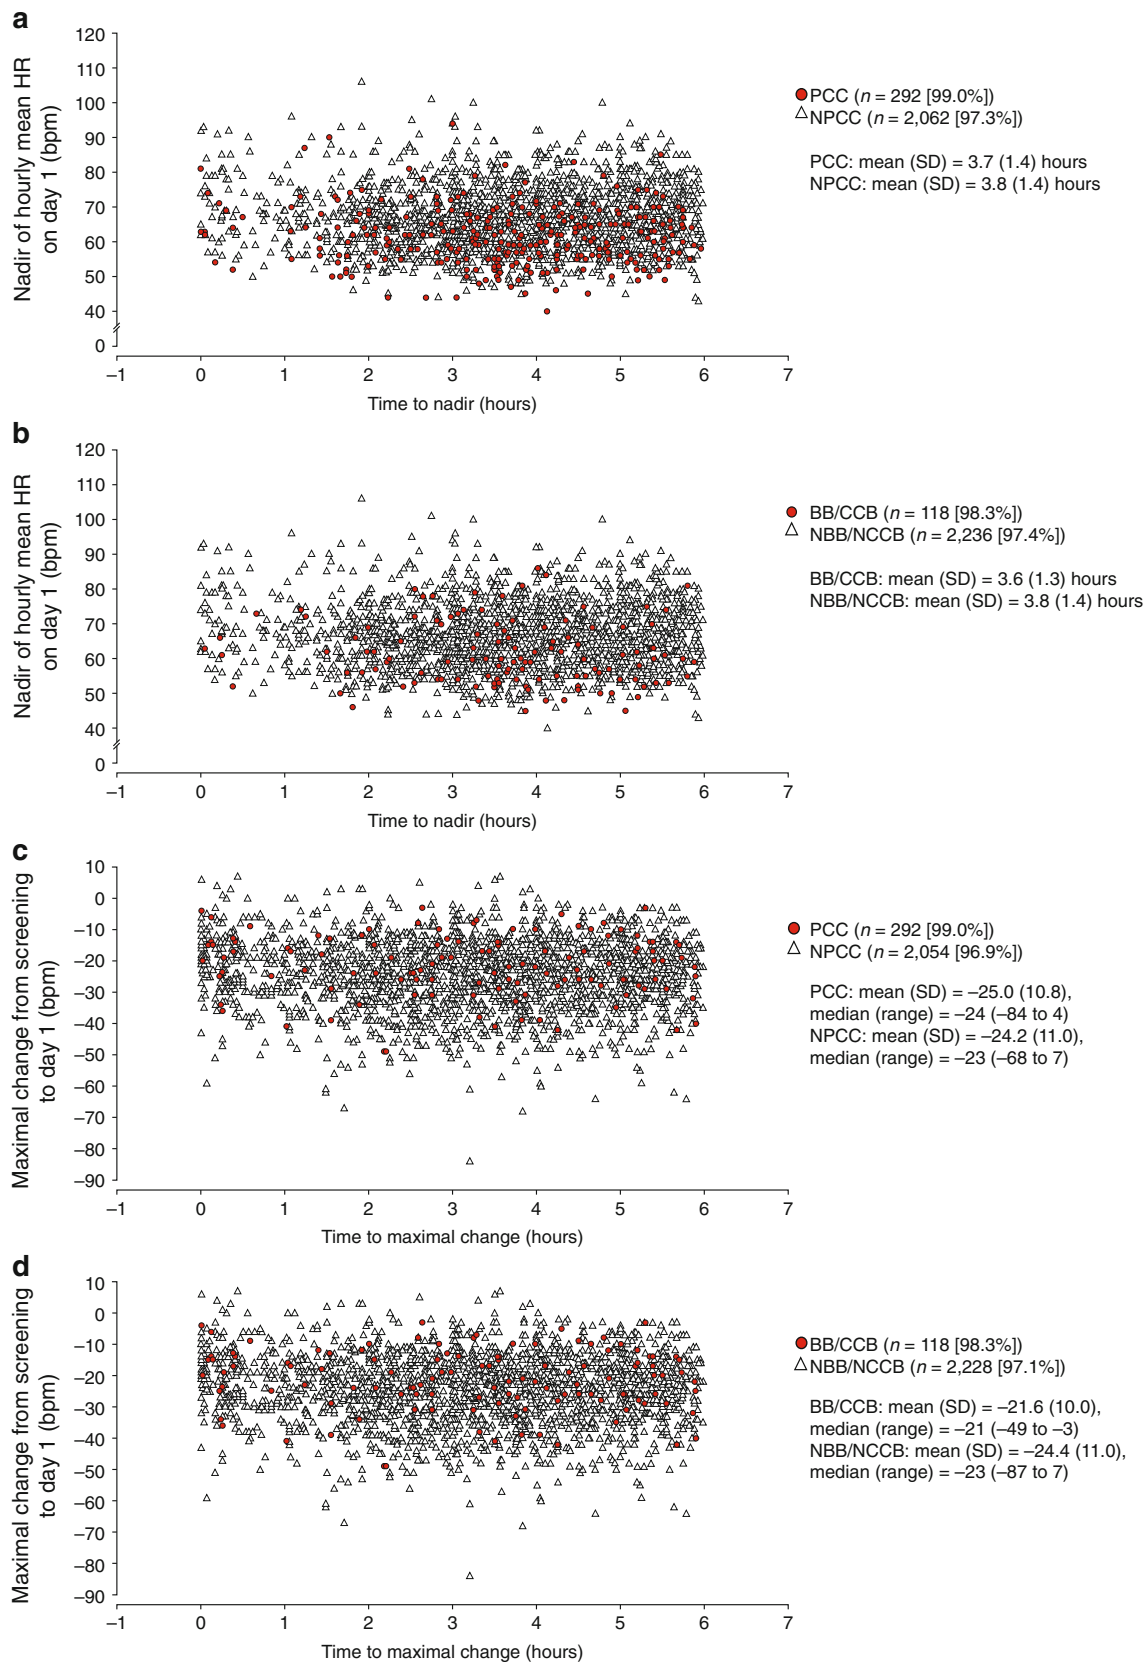 a
Nadir of hourly mean HR
on day 1 (bpm)
120
110
100
90
80
70
60
50
40
0
–1 0 1 2 3 4 5 6 7
Time to nadir (hours)
PCC (n = 292 [99.0%])
NPCC (n = 2,062 [97.3%])
PCC: mean (SD) = 3.7 (1.4) hours
NPCC: mean (SD) = 3.8 (1.4) hours
b
Nadir of hourly mean HR
on day 1 (bpm)
120
110
100
90
80
70
60
50
40
0
–1 0 1 2 3 4 5 6 7
Time to nadir (hours)
BB/CCB (n = 118 [98.3%])
NBB/NCCB (n = 2,236 [97.4%])
BB/CCB: mean (SD) = 3.6 (1.3) hours
NBB/NCCB: mean (SD) = 3.8 (1.4) hours
c
Maximal change from screening
to day 1 (bpm)
10
0
–10
–20
–30
–40
–50
–60
–70
–80
–90
–1 0 1 2 3 4 5 6 7
Time to maximal change (hours)
PCC (n = 292 [99.0%])
NPCC (n = 2,054 [96.9%])
PCC: mean (SD) = –25.0 (10.8),
median (range) = –24 (–84 to 4)
NPCC: mean (SD) = –24.2 (11.0),
median (range) = –23 (–68 to 7)
d
Maximal change from screening
to day 1 (bpm)
10
0
–10
–20
–30
–40
–50
–60
–70
–80
–90
–1 0 1 2 3 4 5 6 7
Time to maximal change (hours)
BB/CCB (n = 118 [98.3%])
NBB/NCCB (n = 2,228 [97.1%])
BB/CCB: mean (SD) = –21.6 (10.0),
median (range) = –21 (–49 to –3)
NBB/NCCB: mean (SD) = –24.4 (11.0),
median (range) = –23 (–87 to 7)